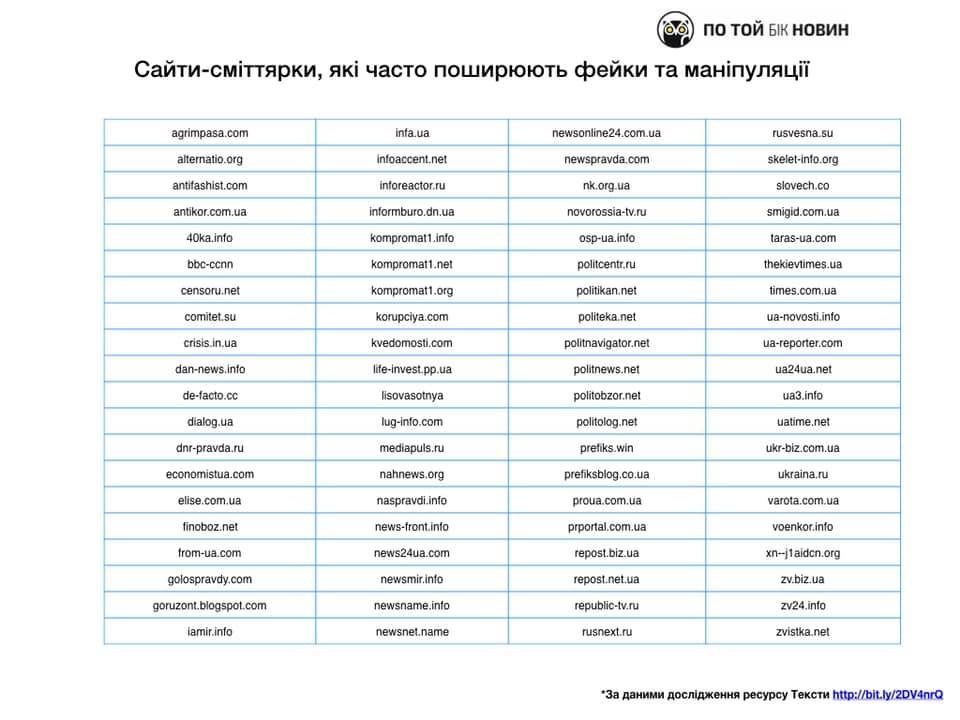 ПО ТОЙ БІК НОВИН
Сайти-сміттярки, які часто поширюють фейки та маніпуляції
agrimpasa.com infa.ua newsonline24.com.ua rusvesna.su
alternatio.org infoaccent.net newspravda.com skelet-info.org
antifashist.com inforeactor.ru nk.org.ua slovech.co
antikor.com.ua informburo.dn.ua novorossia-tv.ru smigid.com.ua
40ka.info kompromat1.info osp-ua.info taras-ua.com
bbc-ccnn kompromat1.net politcentr.ru thekievtimes.ua
censoru.net kompromat1.org politikan.net times.com.ua
comitet.su korupciya.com politeka.net ua-novosti.info
crisis.in.ua kvedomosti.com politnavigator.net ua-reporter.com
dan-news.info life-invest.pp.ua politnews.net ua24ua.net
de-facto.cc lisovasotnya politobzor.net ua3.info
dialog.ua lug-info.com politolog.net uatime.net
dnr-pravda.ru mediapuls.ru prefiks.win ukr-biz.com.ua
economistua.com nahnews.org prefiksblog.co.ua ukraina.ru
elise.com.ua naspravdi.info proua.com.ua varota.com.ua
finoboz.net news-front.info prportal.com.ua voenkor.info
from-ua.com news24ua.com repost.biz.ua xn--j1aidcn.org
golospravdy.com newsmir.info repost.net.ua zv.biz.ua
goruzont.blogspot.com newsname.info republic-tv.ru zv24.info
iamir.info newsnet.name rusnext.ru zvistka.net
*За даними дослідження ресурсу Тексти http://bit.ly/2DV4nrQ